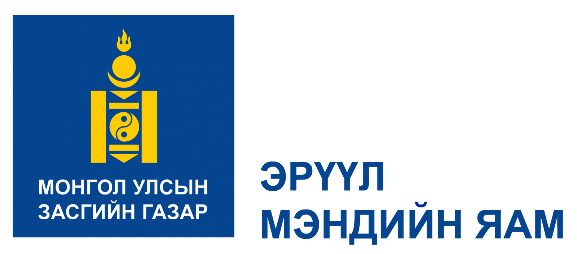 МОНГОЛ УЛСЫН
ЗАСГИЙН ГАЗАР
ЭРҮҮЛ
МЭНДИЙН ЯАМ